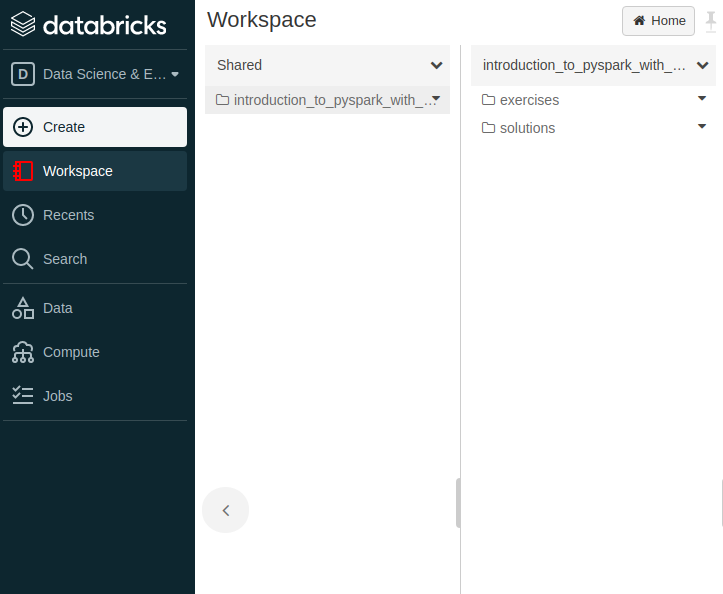 databricks
D Data Science & E...
Create
Workspace
Recents
Search
Data
Compute
Jobs
Workspace
Home
Shared
introduction_to_pyspark_with_...
introduction_to_pyspark_with_...
exercises
solutions